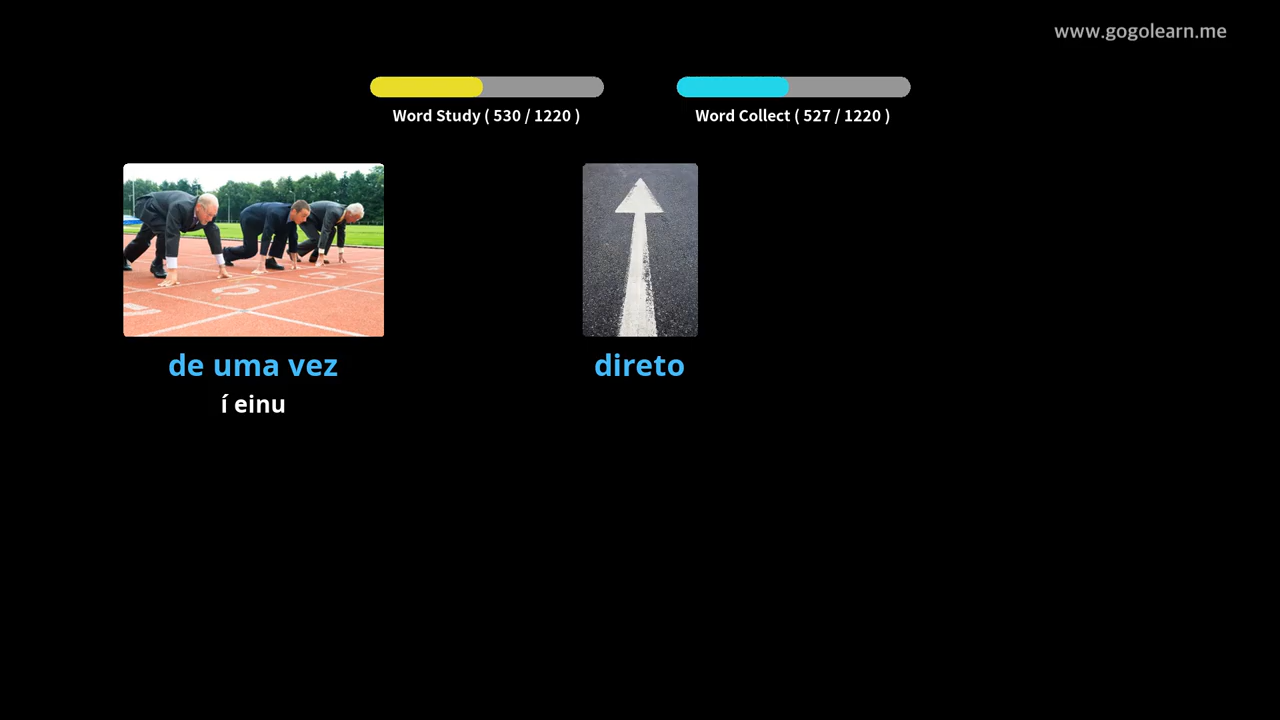 www.gogolearn.me
Word Study ( 530 / 1220 )
Word Collect ( 527 / 1220 )
de uma vez
í einu
direto